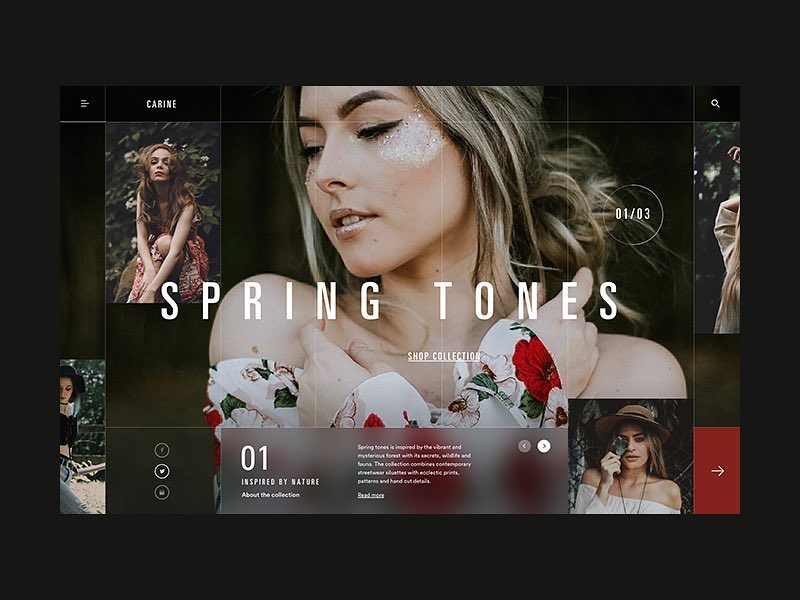 CARINE
01/03
SPRING TONES
SHOP COLLECTION
01
INSPIRED BY NATURE
About the collection
Spring tones is inspired by the vibrant and
mysterious forest with its secrets, wildlife and
fauna. The collection combines contemporary
streetwear siluettes with ecclectic prints,
patterns and hand cut details.
Read more